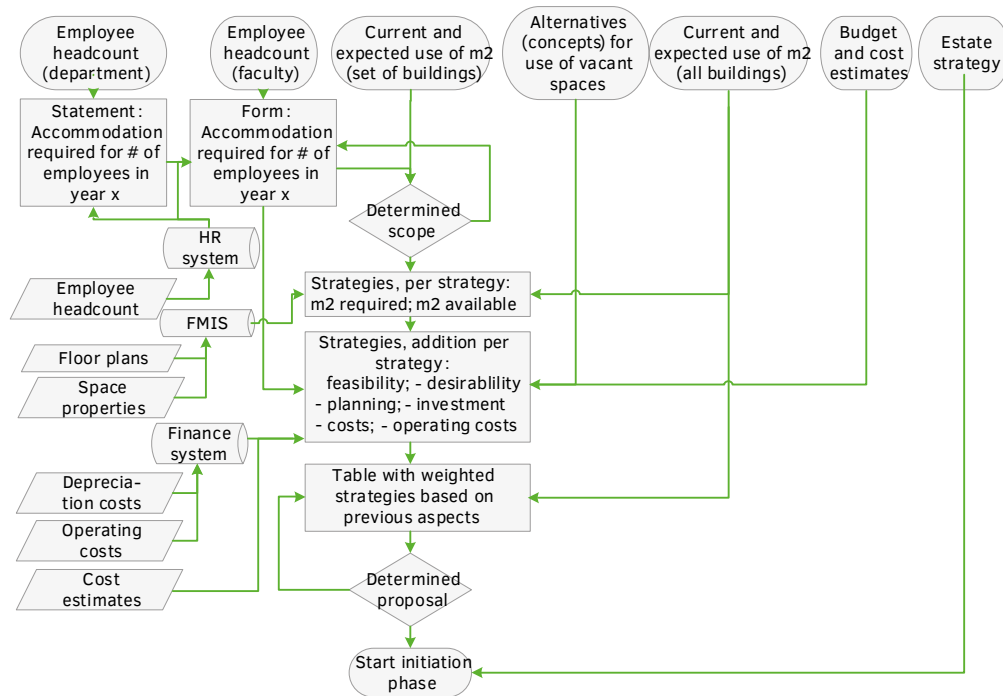 Employee
headcount
(department)
Employee
headcount
(faculty)
Current and
expected use of m2
(set of buildings)
Alternatives
(concepts) for
use of vacant
spaces
Current and
expected use of m2
(all buildings)
Budget
and cost
estimates
Estate
strategy
Statement:
Accommodation
required for # of
employees in
year x
Form:
Accommodation
required for # of
employees in
year x
Determined
scope
HR
system
Employee
headcount
Strategies, per strategy:
m2 required; m2 available
FMIS
Floor plans
Space
properties
Strategies, addition per
strategy:
feasibility; - desirablility
- planning; - investment
- costs; - operating costs
Finance
system
Deprecia-
tion costs
Operating
costs
Cost
estimates
Table with weighted
strategies based on
previous aspects
Determined
proposal
Start initiation
phase